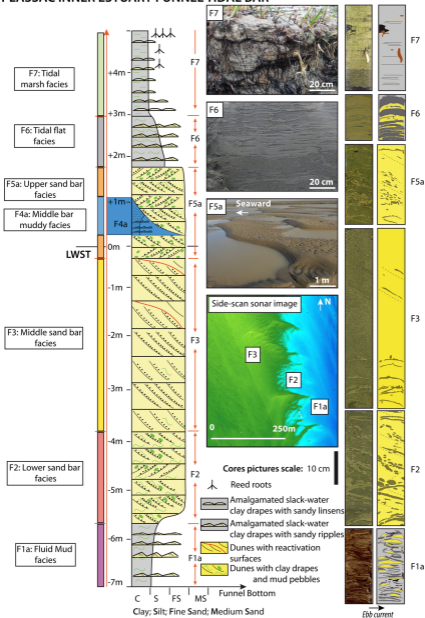 PLASSAC INNER ESTUARY FUNNEL TIDAL BAR
F7: Tidal
marsh facies
F6: Tidal flat
facies
F5a: Upper sand bar
facies
F4a: Middle bar
muddy facies
LWST
F3: Middle sand bar
facies
F2: Lower sand bar
facies
F1a: Fluid Mud
facies
+4m
+3m
+2m
+1m
0m
-1m
-2m
-3m
-4m
-5m
-6m
-7m
F4a
F7
F6
F5a
F3
F2
F1a
C
S
FS
MS
Funnel Bottom
Clay; Silt; Fine Sand; Medium Sand
F7
20 cm
F6
20 cm
F5a
Seaward
1 m
Side-scan sonar image
N
F3
F2
F1a
0
250m
Cores pictures scale: 10 cm
Reed roots
Amalgamated slack-water
clay drapes with sandy linsens
Amalgamated slack-water
clay drapes with sandy ripples
Dunes with reactivation
surfaces
Dunes with clay drapes
and mud pebbles
F7
F6
F5a
F3
F2
F1a
Ebb current